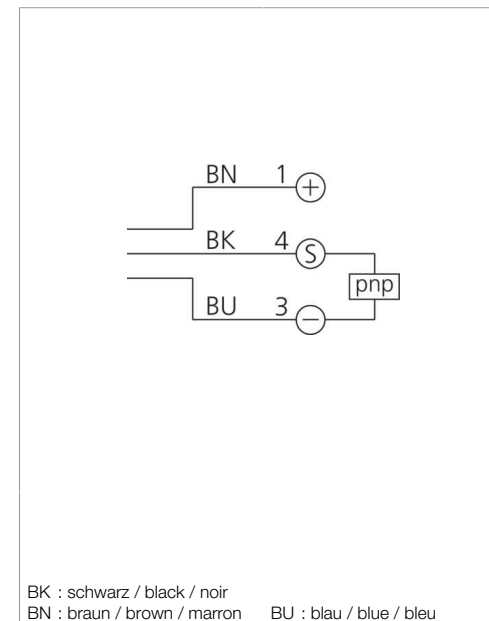 BN 1 +
BK 4 S
pnp
BU 3 −
BK : schwarz / black / noir
BN : braun / brown / marron BU : blau / blue / bleu